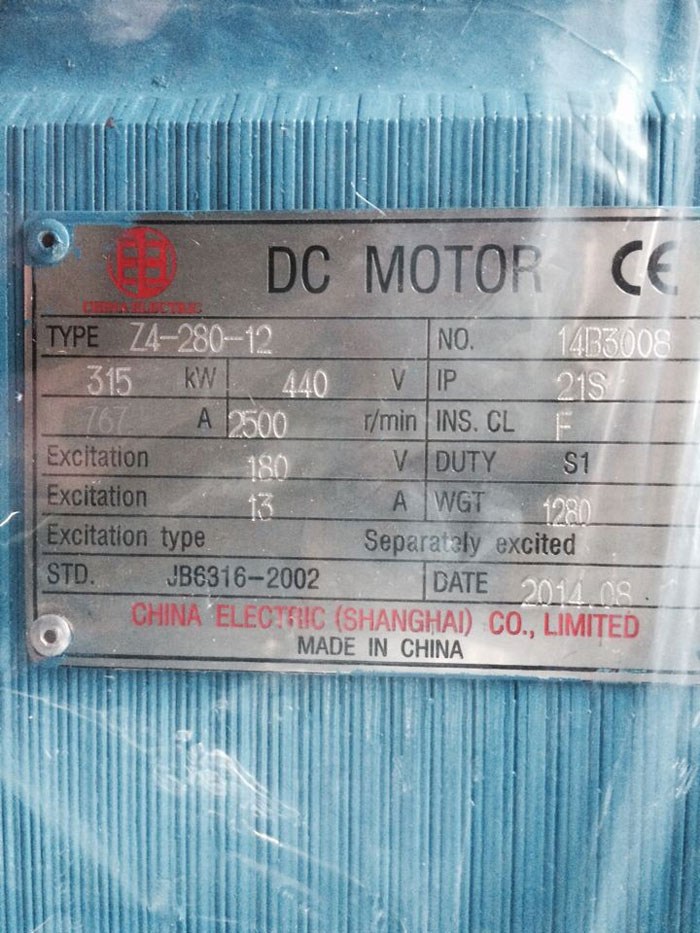 DC MOTOR CE
CHINA ELECTRIC
TYPE Z4-280-12 NO. 14B3008
315 kW 440 V IP 21S
767 A 2500 r/min INS. CL F
Excitation 180 V DUTY S1
Excitation 13 A WGT 1280
Excitation type Separately excited
STD. JB6316-2002 DATE 2014.08
CHINA ELECTRIC (SHANGHAI) CO., LIMITED
MADE IN CHINA